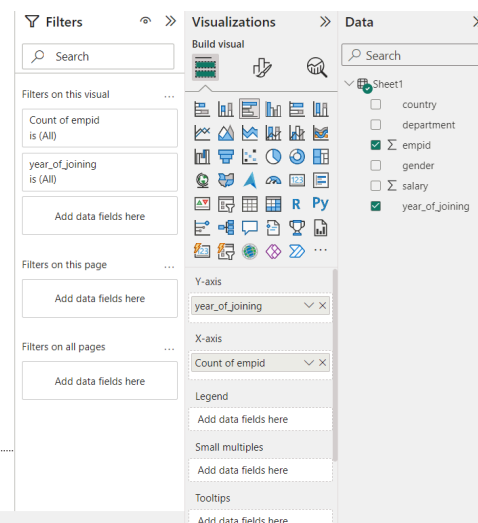 Filters
Search
Filters on this visual
...
Count of empid
is (All)
year_of_joining
is (All)
Add data fields here
Filters on this page
...
Add data fields here
Filters on all pages
...
Add data fields here
Visualizations
Build visual
123
R
Py
123
...
Y-axis
year_of_joining
X-axis
Count of empid
Legend
Add data fields here
Small multiples
Add data fields here
Tooltips
Add data fields here
Data
Search
Sheet1
country
department
∑ empid
gender
∑ salary
year_of_joining